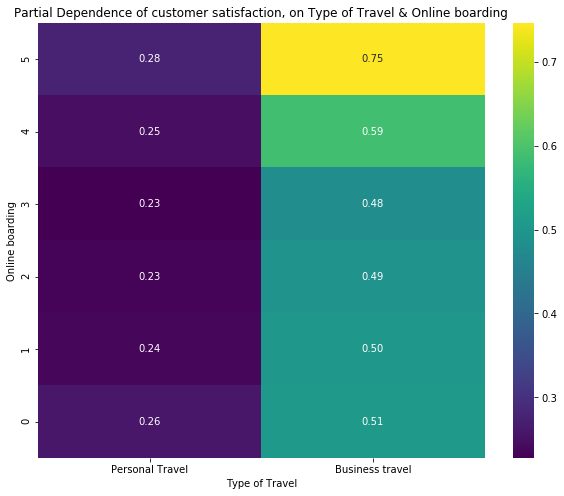 Partial Dependence of customer satisfaction, on Type of Travel & Online boarding
Online boarding
5 0.28 0.75
4 0.25 0.59
3 0.23 0.48
2 0.23 0.49
1 0.24 0.50
0 0.26 0.51
Personal Travel Business travel
Type of Travel
0.7
0.6
0.5
0.4
0.3